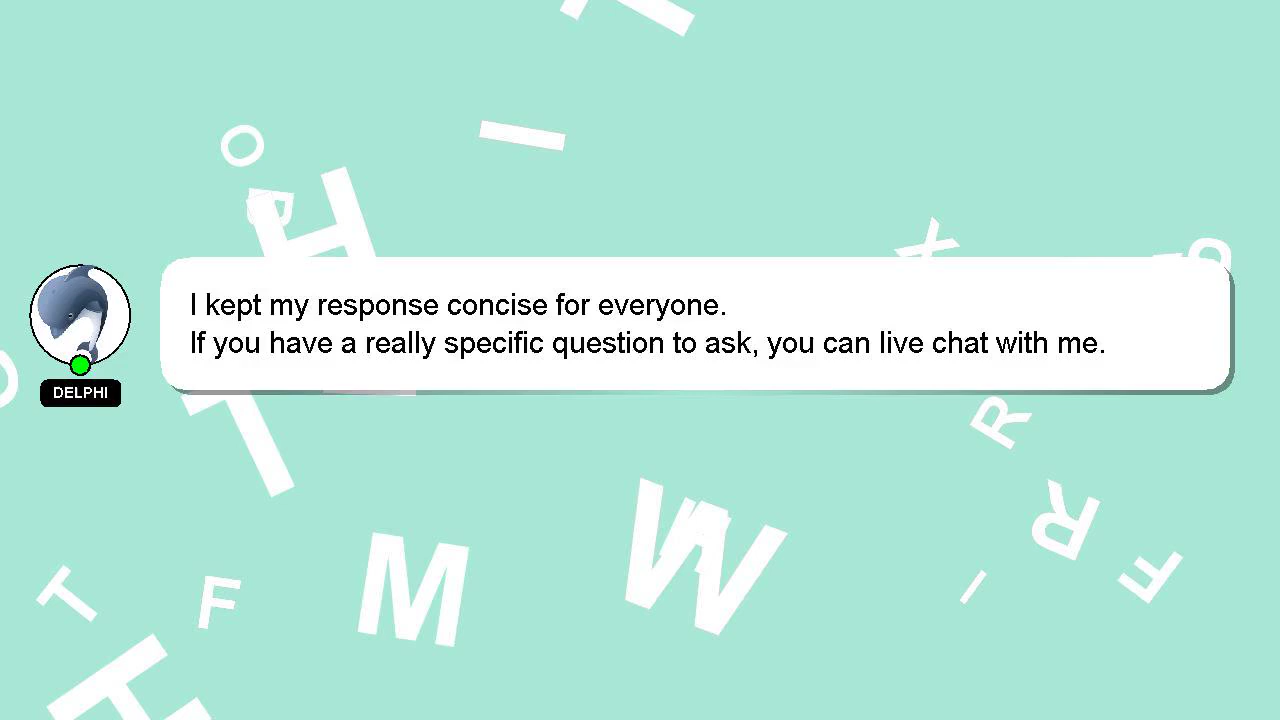 I kept my response concise for everyone.
If you have a really specific question to ask, you can live chat with me.
DELPHI
T
I
O
D
H
X
O
T
R
W
A
M
R
F
I
T
F
H